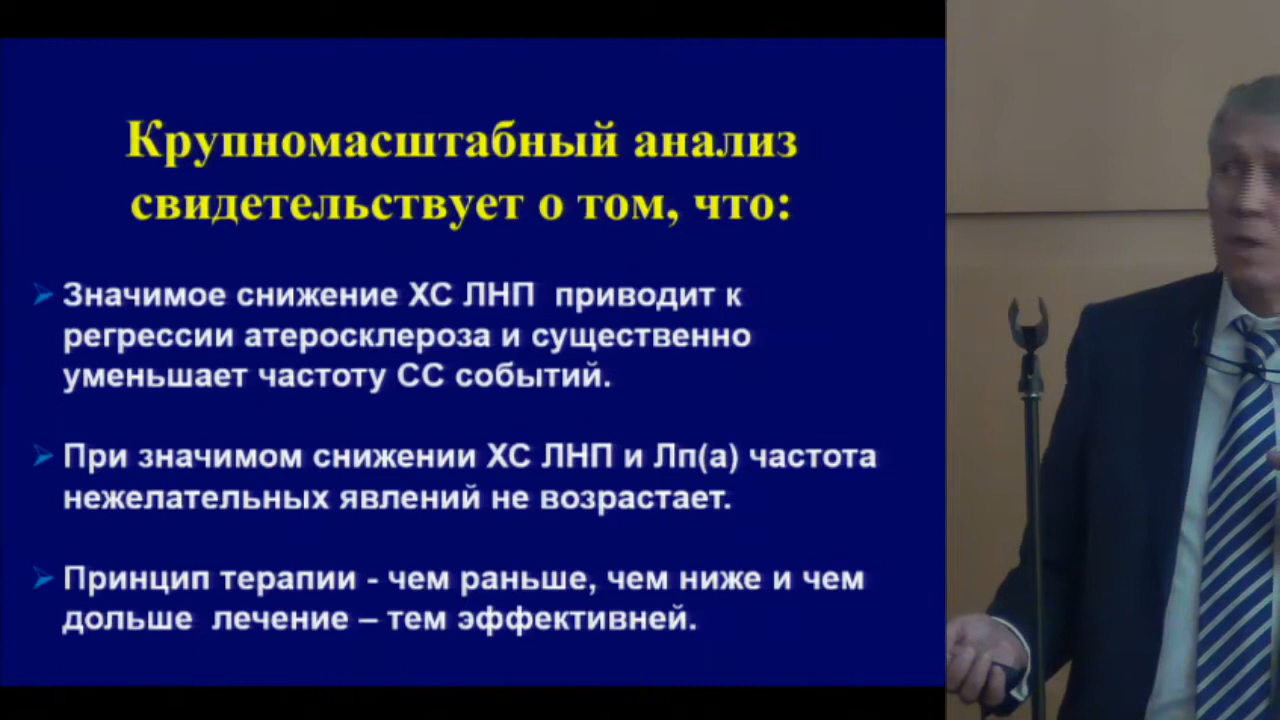 Крупномасштабный анализ
свидетельствует о том, что:
Значимое снижение ХС ЛНП приводит к
регрессии атеросклероза и существенно
уменьшает частоту СС событий.
При значимом снижении ХС ЛНП и Лп(а) частота
нежелательных явлений не возрастает.
Принцип терапии - чем раньше, чем ниже и чем
дольше лечение – тем эффективней.